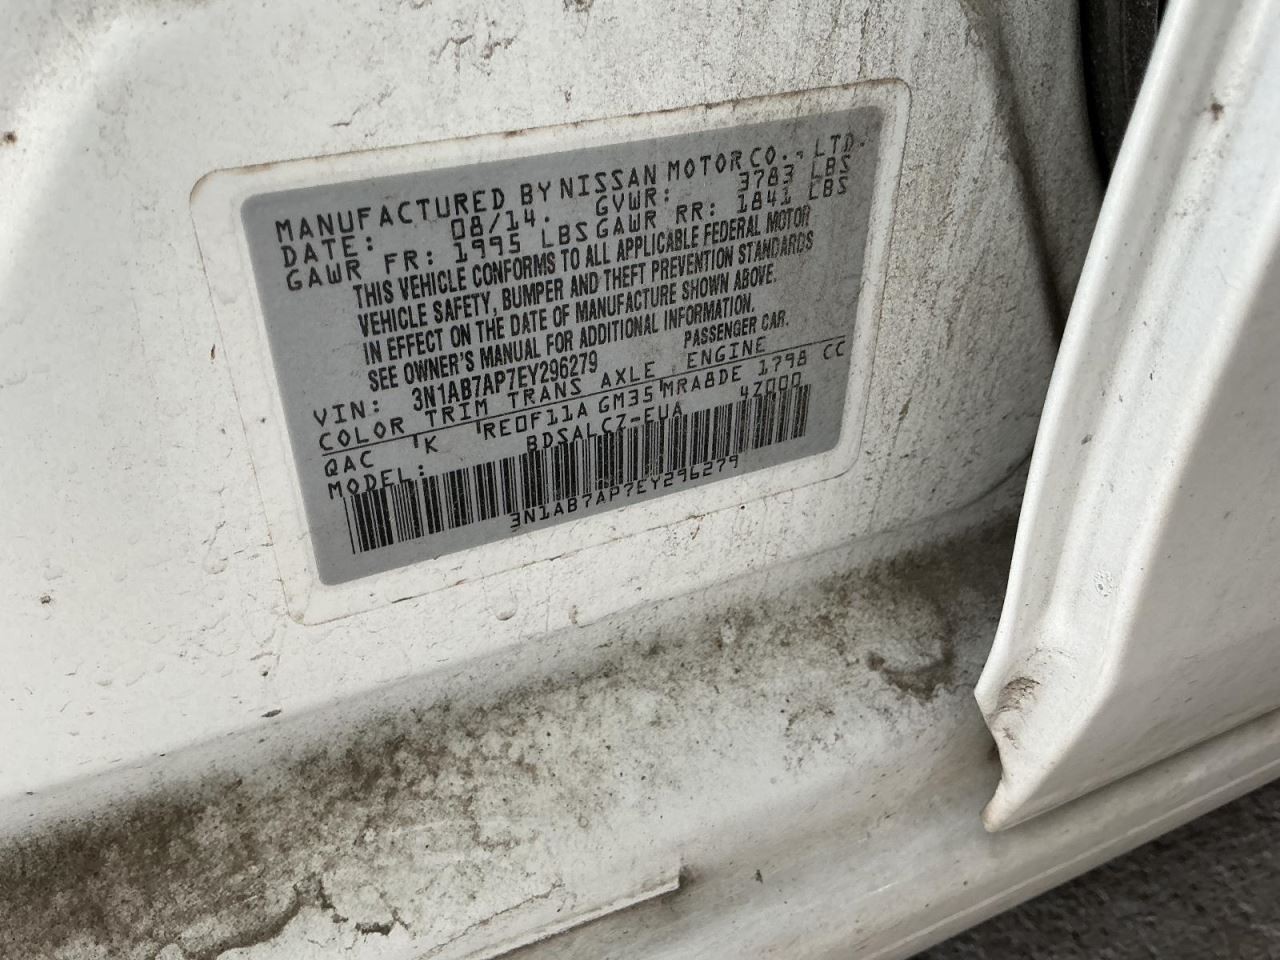 MANUFACTURED BY NISSAN MOTOR CO., LTD.
DATE: 08/14. GVWR: 3783 LBS
GAWR FR: 1995 LBS GAWR RR: 1841 LBS
THIS VEHICLE CONFORMS TO ALL APPLICABLE FEDERAL MOTOR
VEHICLE SAFETY, BUMPER AND THEFT PREVENTION STANDARDS
IN EFFECT ON THE DATE OF MANUFACTURE SHOWN ABOVE.
SEE OWNER'S MANUAL FOR ADDITIONAL INFORMATION.
VIN: 3N1AB7AP7EY296279 PASSENGER CAR.
COLOR TRIM TRANS AXLE ENGINE
QAC K RE0F11A GM35 MRA8DE 1798 CC
MODEL: BDSALCZ-EUA 4Z000
3N1AB7AP7EY296279